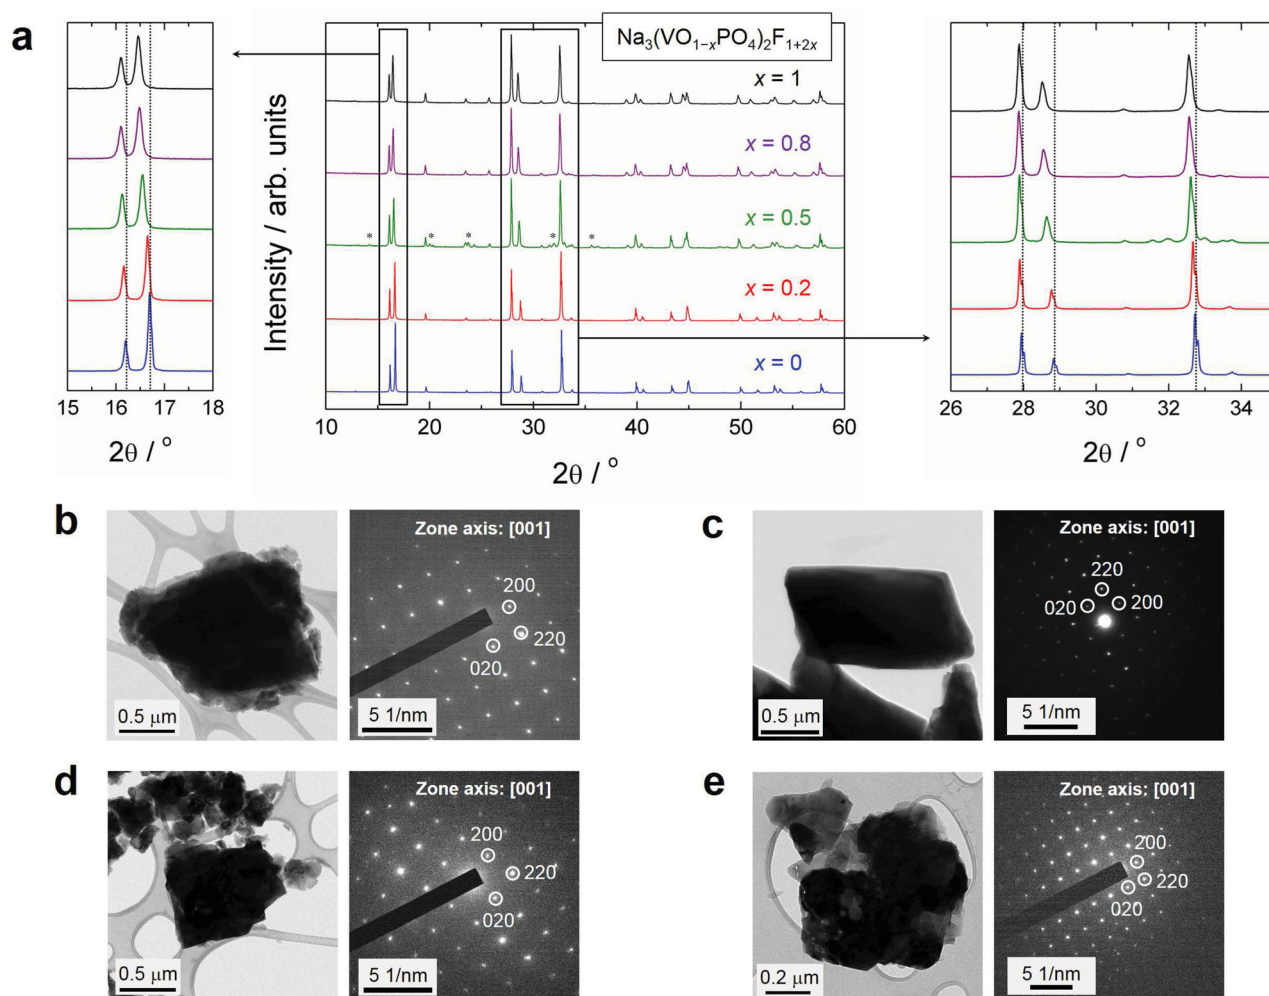 a
Na3(VO1−xPO4)2F1+2x
Intensity / arb. units
x = 1
x = 0.8
x = 0.5
* * * * *
x = 0.2
x = 0
15 16 17 18
2θ / °
10 20 30 40 50 60
2θ / °
26 28 30 32 34
2θ / °
b
0.5 μm
Zone axis: [001]
200
220
020
5 1/nm
c
0.5 μm
Zone axis: [001]
220
020
200
5 1/nm
d
0.5 μm
Zone axis: [001]
200
220
020
5 1/nm
e
0.2 μm
Zone axis: [001]
200
220
020
5 1/nm